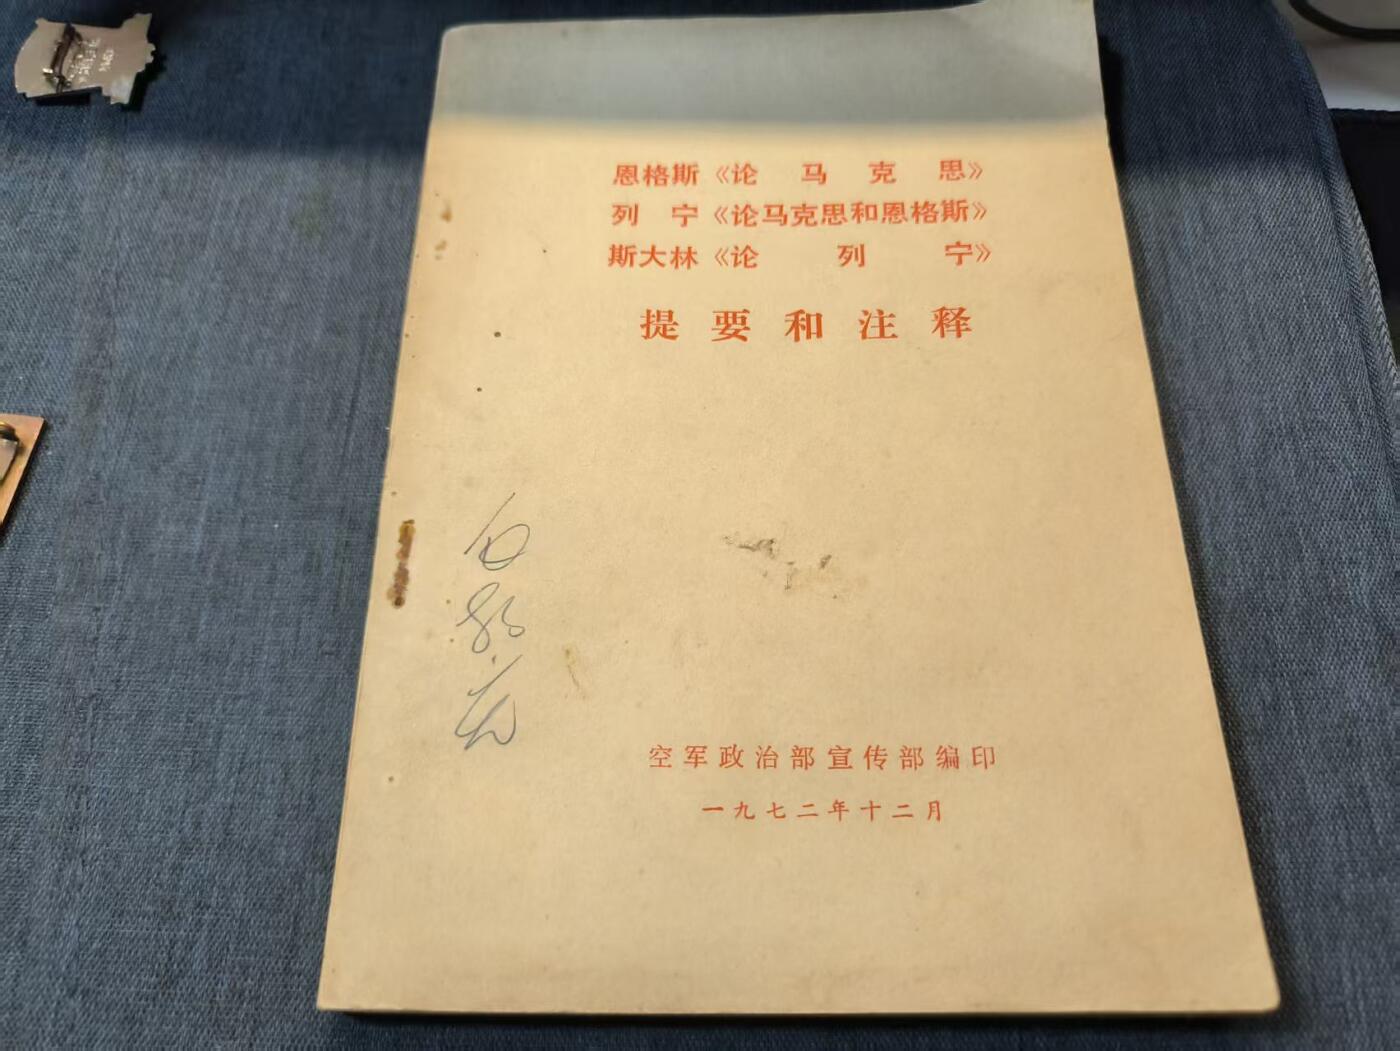 恩格斯《论马克思》
列宁《论马克思和恩格斯》
斯大林《论列宁》
提要和注释
白
空军政治部宣传部编印
一九七二年十二月